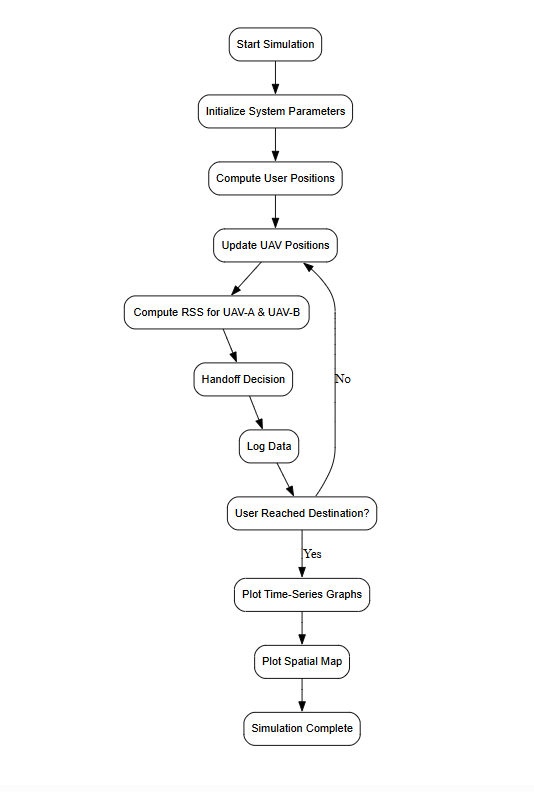 Start Simulation
Initialize System Parameters
Compute User Positions
Update UAV Positions
Compute RSS for UAV-A & UAV-B
Handoff Decision
No
Log Data
User Reached Destination?
Yes
Plot Time-Series Graphs
Plot Spatial Map
Simulation Complete